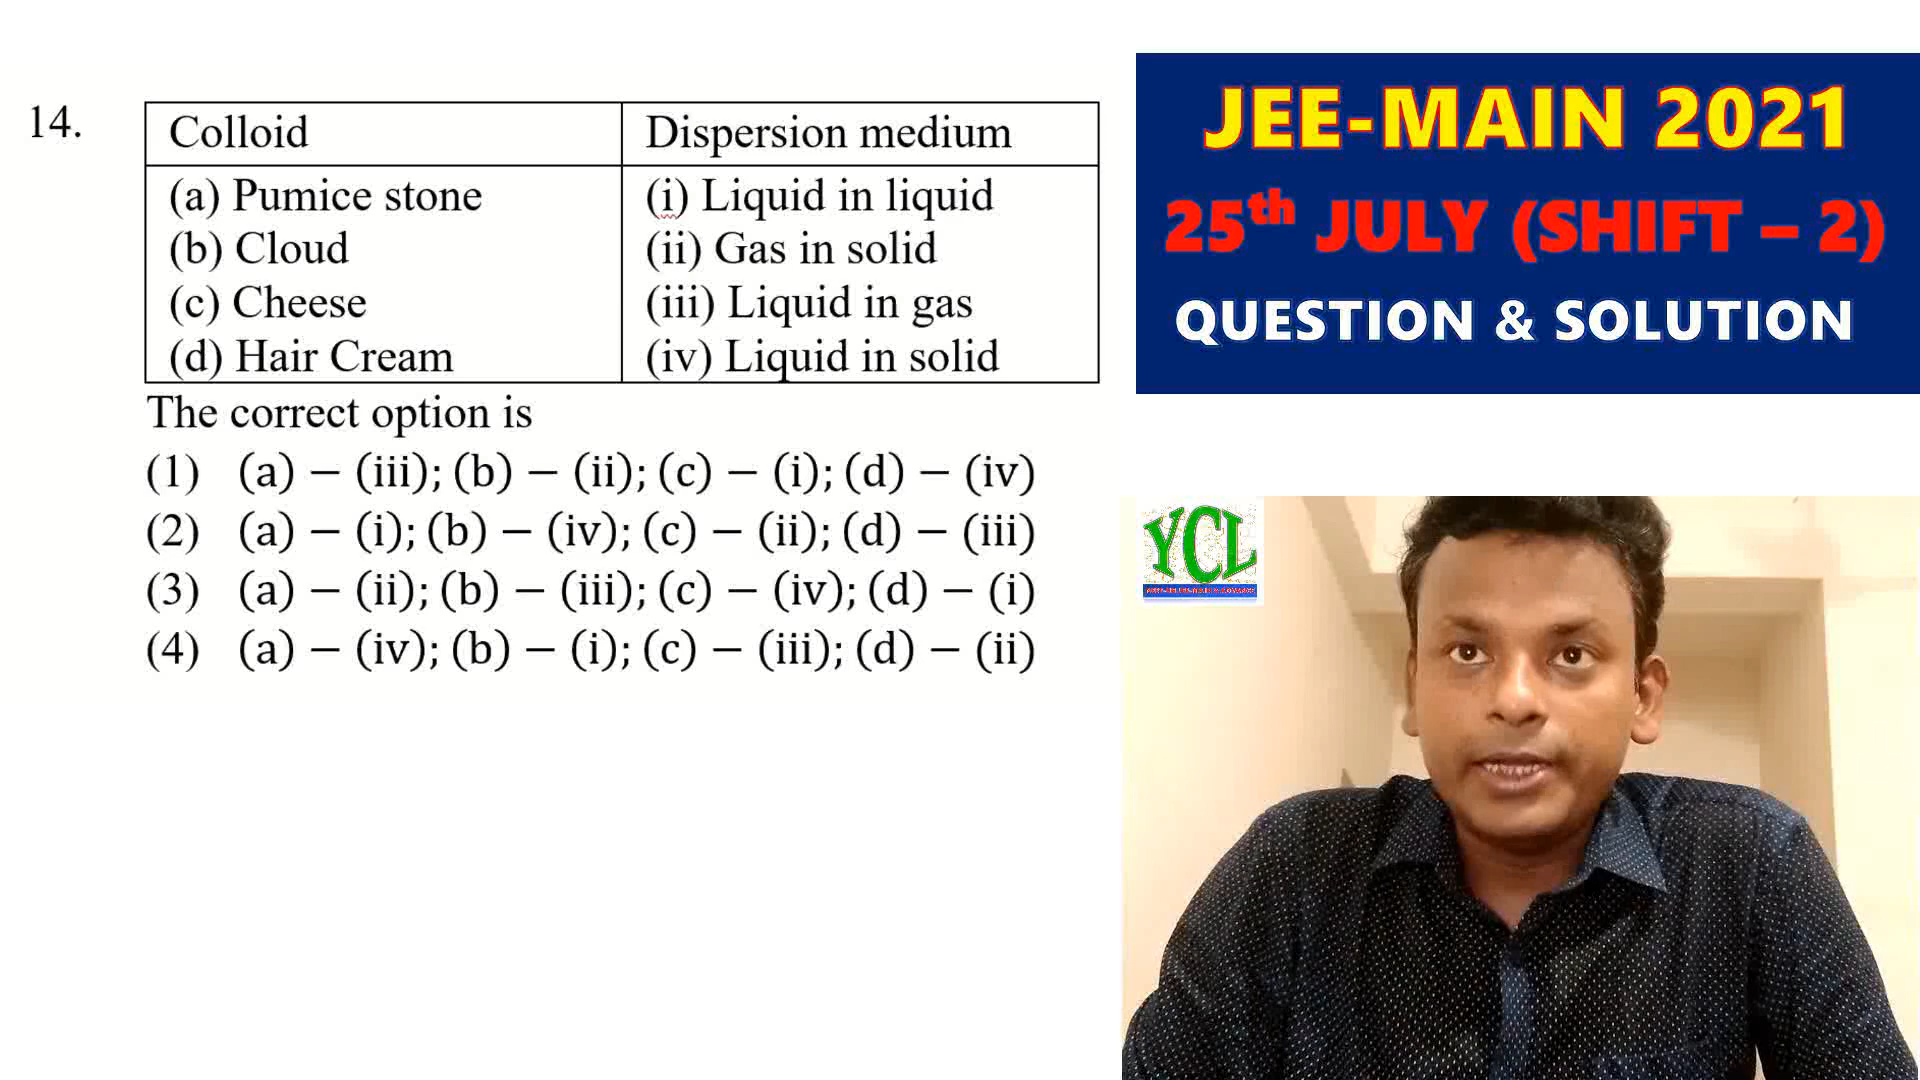 14.
Colloid Dispersion medium
(a) Pumice stone (i) Liquid in liquid
(b) Cloud (ii) Gas in solid
(c) Cheese (iii) Liquid in gas
(d) Hair Cream (iv) Liquid in solid
The correct option is
(1) (a) − (iii); (b) − (ii); (c) − (i); (d) − (iv)
(2) (a) − (i); (b) − (iv); (c) − (ii); (d) − (iii)
(3) (a) − (ii); (b) − (iii); (c) − (iv); (d) − (i)
(4) (a) − (iv); (b) − (i); (c) − (iii); (d) − (ii)
JEE-MAIN 2021
25th JULY (SHIFT – 2)
QUESTION & SOLUTION
YCL